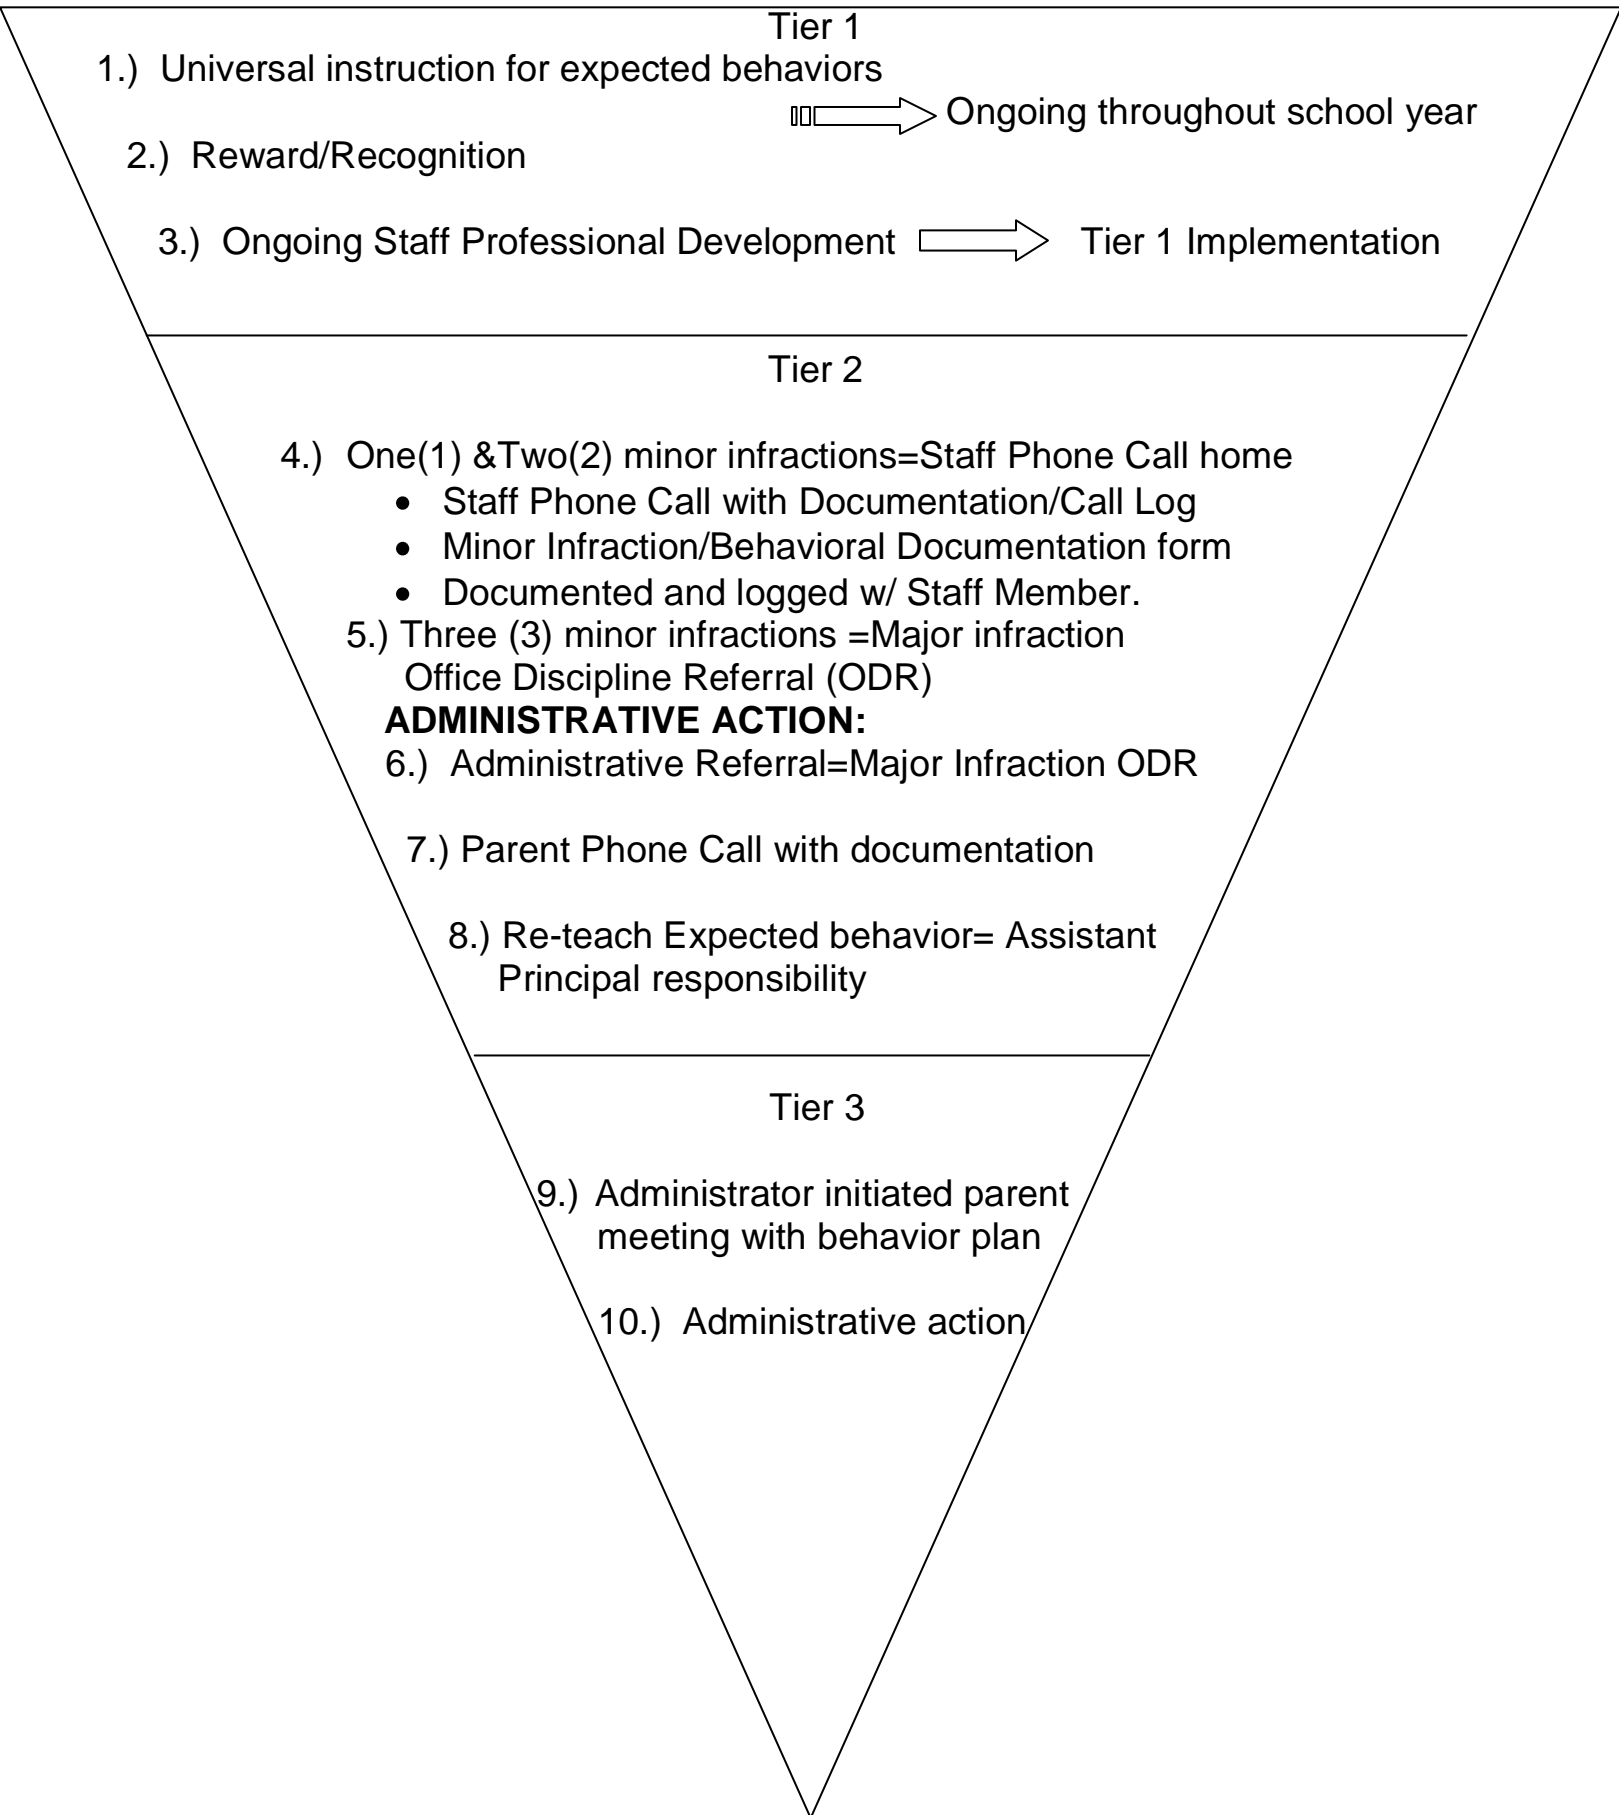 Tier 1
1.) Universal instruction for expected behaviors
Ongoing throughout school year
2.) Reward/Recognition
3.) Ongoing Staff Professional Development Tier 1 Implementation
Tier 2
4.) One(1) &Two(2) minor infractions=Staff Phone Call home
• Staff Phone Call with Documentation/Call Log
• Minor Infraction/Behavioral Documentation form
• Documented and logged w/ Staff Member.
5.) Three (3) minor infractions =Major infraction
Office Discipline Referral (ODR)
ADMINISTRATIVE ACTION:
6.) Administrative Referral=Major Infraction ODR
7.) Parent Phone Call with documentation
8.) Re-teach Expected behavior= Assistant
Principal responsibility
Tier 3
9.) Administrator initiated parent
meeting with behavior plan
10.) Administrative action